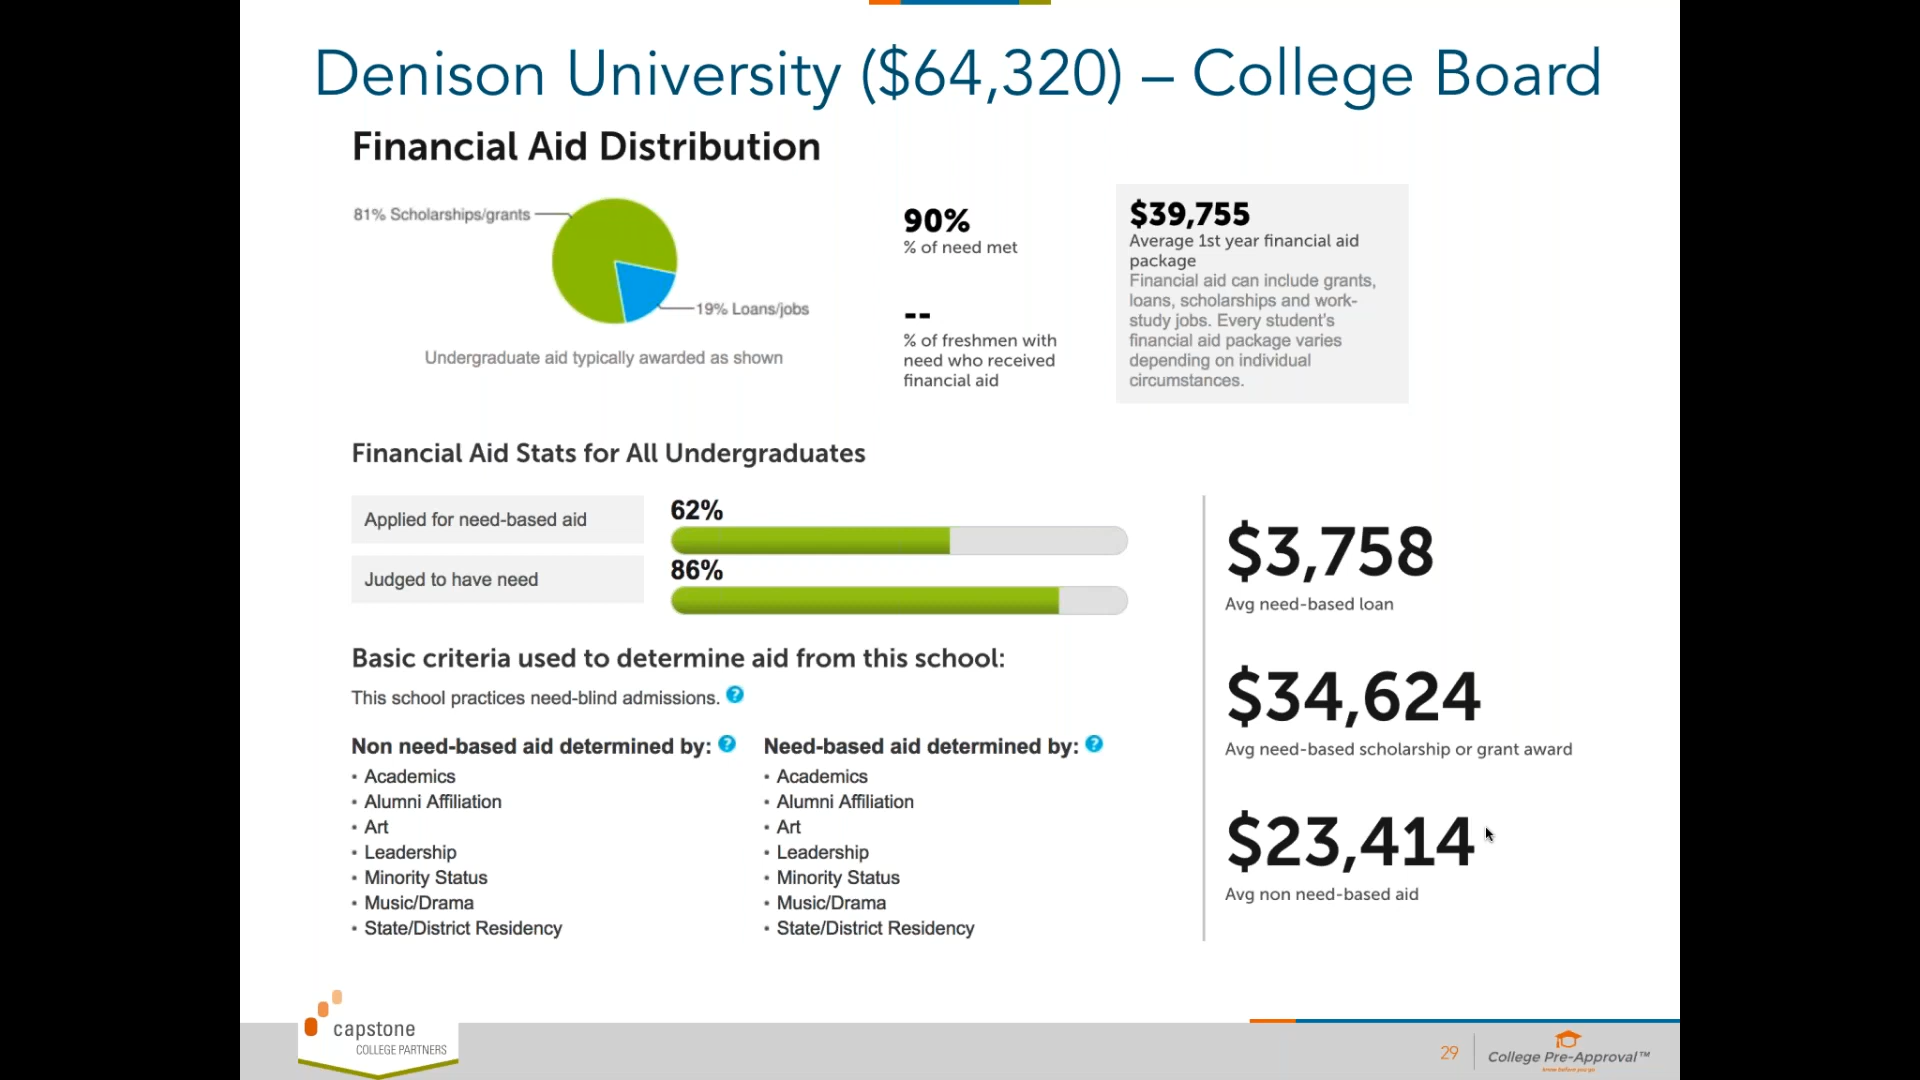 Denison University ($64,320) – College Board
Financial Aid Distribution
81% Scholarships/grants
19% Loans/jobs
Undergraduate aid typically awarded as shown
90%
% of need met
--
% of freshmen with
need who received
financial aid
$39,755
Average 1st year financial aid
package
Financial aid can include grants,
loans, scholarships and work-
study jobs. Every student's
financial aid package varies
depending on individual
circumstances.
Financial Aid Stats for All Undergraduates
Applied for need-based aid
62%
Judged to have need
86%
$3,758
Avg need-based loan
$34,624
Avg need-based scholarship or grant award
$23,414
Avg non need-based aid
Basic criteria used to determine aid from this school:
This school practices need-blind admissions. ?
Non need-based aid determined by: ?
• Academics
• Alumni Affiliation
• Art
• Leadership
• Minority Status
• Music/Drama
• State/District Residency
Need-based aid determined by: ?
• Academics
• Alumni Affiliation
• Art
• Leadership
• Minority Status
• Music/Drama
• State/District Residency
capstone
COLLEGE PARTNERS
29
College Pre-Approval™
know before you go